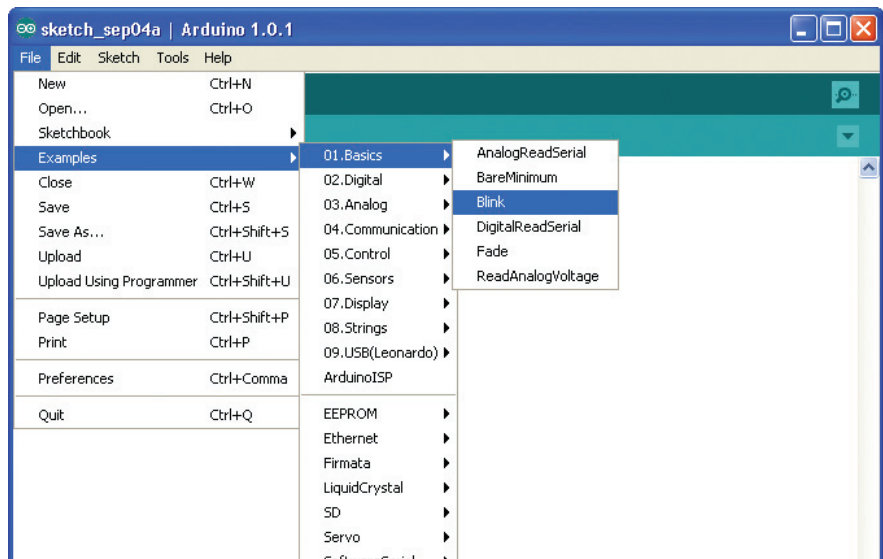 sketch_sep04a | Arduino 1.0.1
File Edit Sketch Tools Help
New Ctrl+N
Open... Ctrl+O
Sketchbook
Examples
Close Ctrl+W
Save Ctrl+S
Save As... Ctrl+Shift+S
Upload Ctrl+U
Upload Using Programmer Ctrl+Shift+U
Page Setup Ctrl+Shift+P
Print Ctrl+P
Preferences Ctrl+Comma
Quit Ctrl+Q
01.Basics
02.Digital
03.Analog
04.Communication
05.Control
06.Sensors
07.Display
08.Strings
09.USB(Leonardo)
ArduinoISP
EEPROM
Ethernet
Firmata
LiquidCrystal
SD
Servo
AnalogReadSerial
BareMinimum
Blink
DigitalReadSerial
Fade
ReadAnalogVoltage